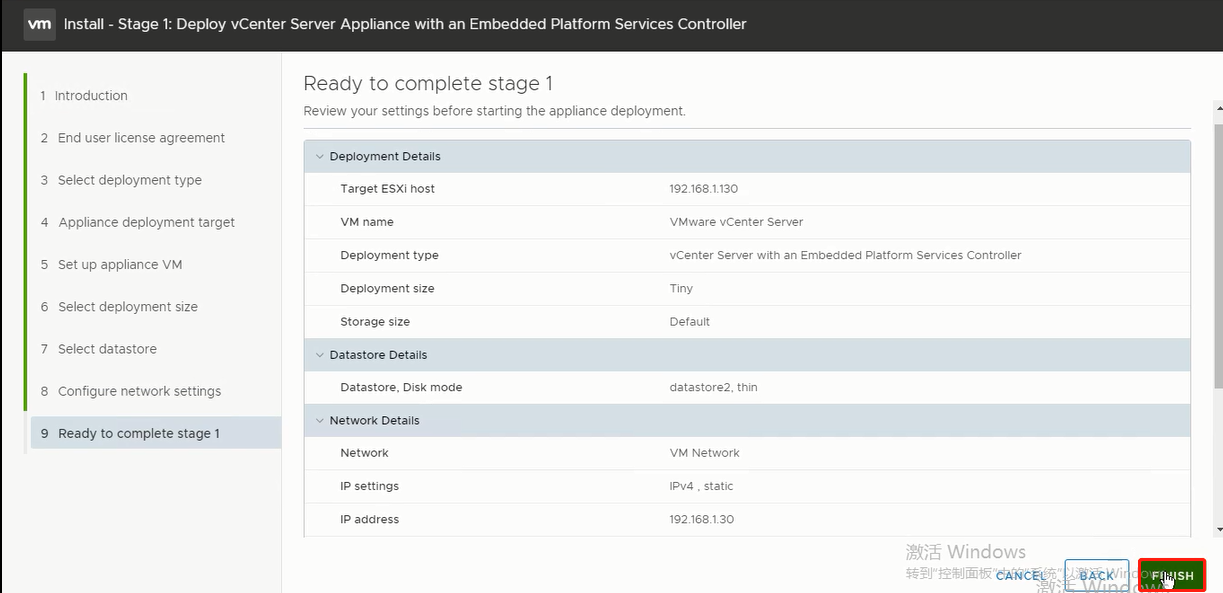 vm Install - Stage 1: Deploy vCenter Server Appliance with an Embedded Platform Services Controller
1 Introduction
2 End user license agreement
3 Select deployment type
4 Appliance deployment target
5 Set up appliance VM
6 Select deployment size
7 Select datastore
8 Configure network settings
9 Ready to complete stage 1
Ready to complete stage 1
Review your settings before starting the appliance deployment.
Deployment Details
Target ESXi host 192.168.1.130
VM name VMware vCenter Server
Deployment type vCenter Server with an Embedded Platform Services Controller
Deployment size Tiny
Storage size Default
Datastore Details
Datastore, Disk mode datastore2, thin
Network Details
Network VM Network
IP settings IPv4 , static
IP address 192.168.1.30
激活 Windows
转到"控制面板"中的"系统"以激活 Windows
CANCEL BACK FINISH
激活 Windows